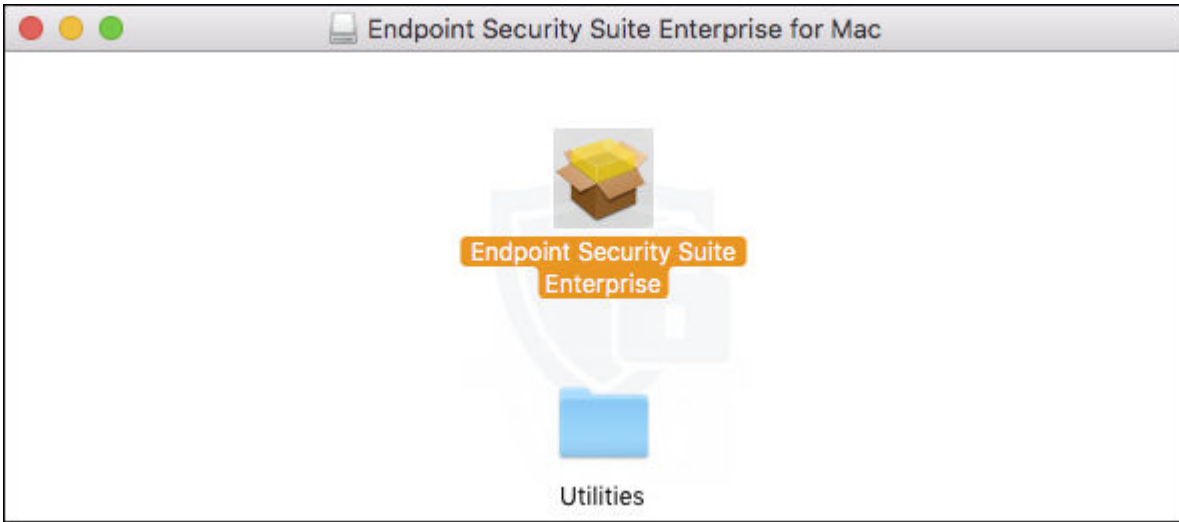 Endpoint Security Suite Enterprise for Mac
Endpoint Security Suite
Enterprise
Utilities